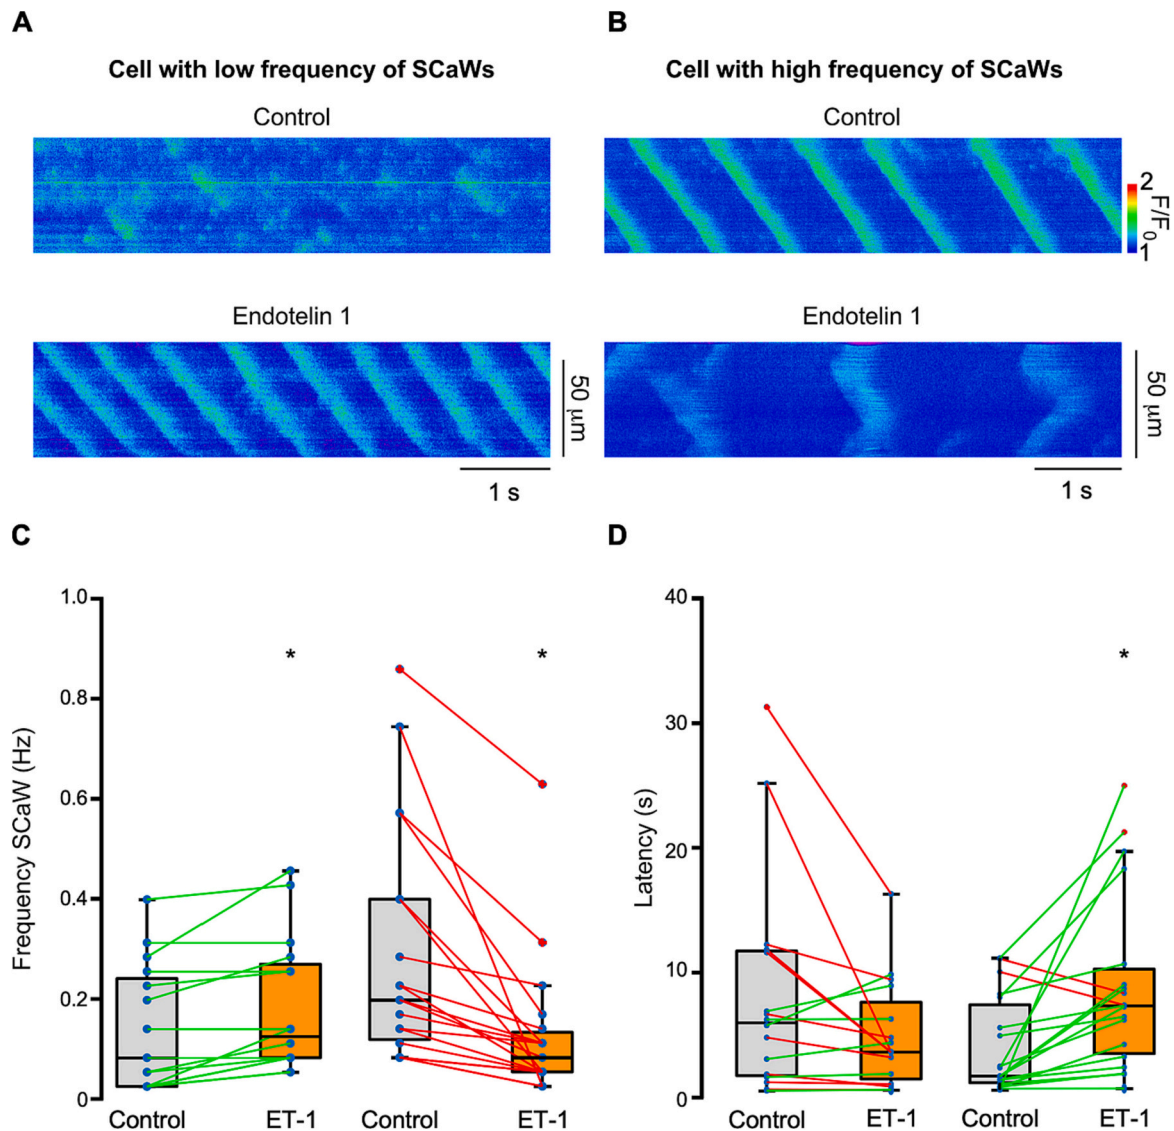 A
B
Cell with low frequency of SCaWs
Cell with high frequency of SCaWs
Control
Control
2
F/F0
1
Endotelin 1
Endotelin 1
50 μm
50 μm
1 s
1 s
C
D
1.0
0.8
0.6
0.4
0.2
0
Frequency SCaW (Hz)
*
*
Control
ET-1
Control
ET-1
40
30
20
10
0
Latency (s)
*
Control
ET-1
Control
ET-1